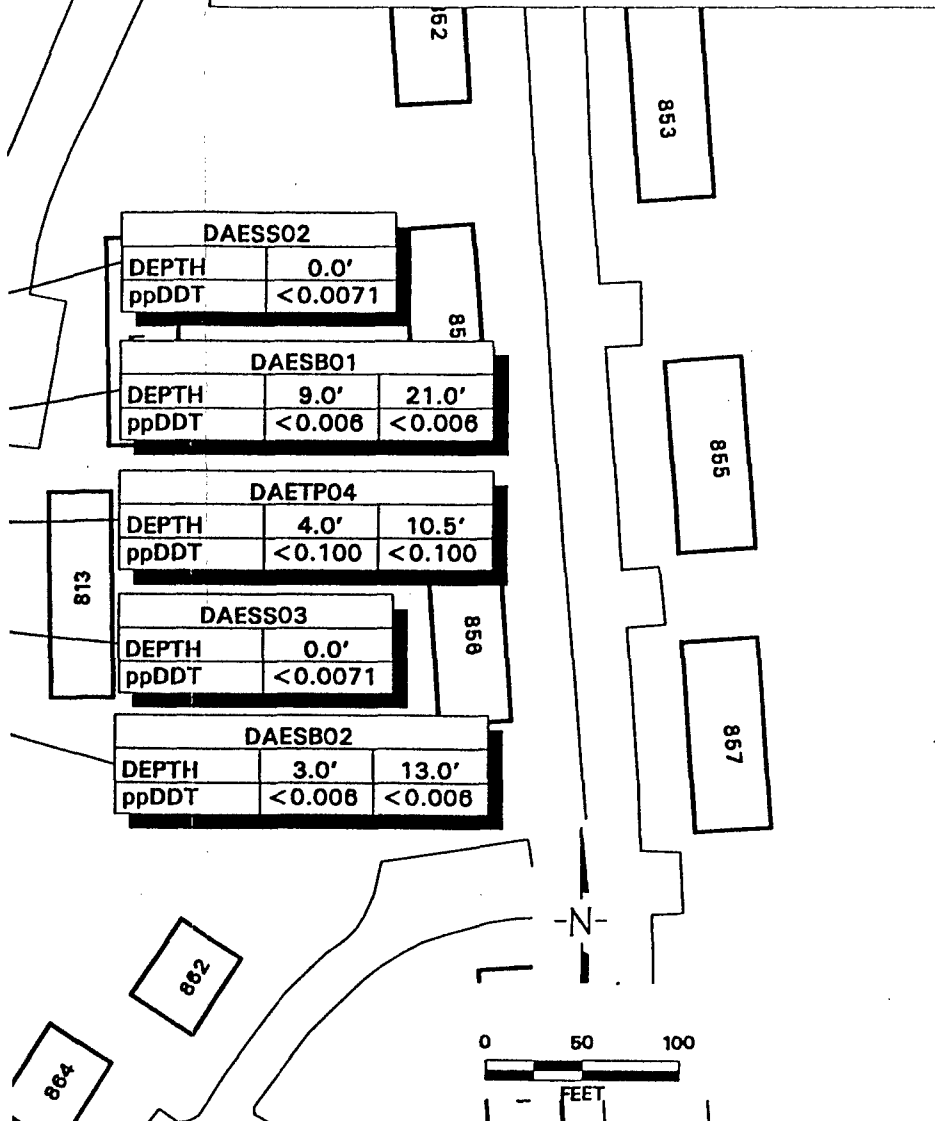 853
DAESS02
DEPTH 0.0'
ppDDT <0.0071
DAESB01
DEPTH 9.0' 21.0'
ppDDT <0.006 <0.006
855
DAETP04
DEPTH 4.0' 10.5'
ppDDT <0.100 <0.100
813
DAESS03
DEPTH 0.0'
ppDDT <0.0071
856
857
DAESB02
DEPTH 3.0' 13.0'
ppDDT <0.006 <0.006
-N-
862
864
0 50 100
FEET